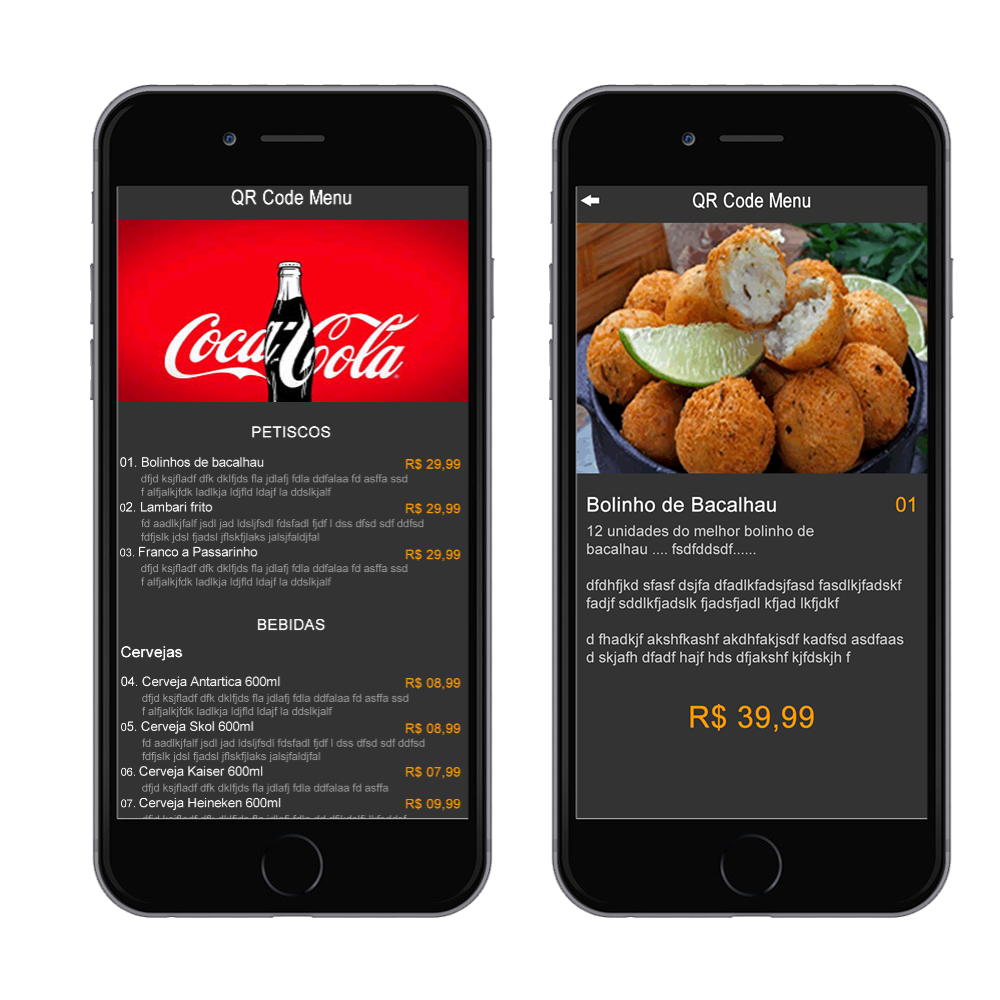 QR Code Menu
Coca-Cola
PETISCOS
01. Bolinhos de bacalhau R$ 29,99
dfjd ksjfladf dfk dklfjds fla jdlafj fdla ddfalaa fd asffa ssd
f alfjalkjfdk ladlkja ldjfld ldajf la ddslkjalf
02. Lambari frito R$ 29,99
fd aadlkjfalf jsdl jad ldsljfsdl fdsfadl fjdf l dss dfsd sdf ddfsd
fdfjslk jdsl fjadsl jflskfjlaks jalsjfaldjfal
03. Franco a Passarinho R$ 29,99
dfjd ksjfladf dfk dklfjds fla jdlafj fdla ddfalaa fd asffa ssd
f alfjalkjfdk ladlkja ldjfld ldajf la ddslkjalf
BEBIDAS
Cervejas
04. Cerveja Antartica 600ml R$ 08,99
dfjd ksjfladf dfk dklfjds fla jdlafj fdla ddfalaa fd asffa ssd
f alfjalkjfdk ladlkja ldjfld ldajf la ddslkjalf
05. Cerveja Skol 600ml R$ 08,99
fd aadlkjfalf jsdl jad ldsljfsdl fdsfadl fjdf l dss dfsd sdf ddfsd
fdfjslk jdsl fjadsl jflskfjlaks jalsjfaldjfal
06. Cerveja Kaiser 600ml R$ 07,99
dfjd ksjfladf dfk dklfjds fla jdlafj fdla ddfalaa fd asffa
07. Cerveja Heineken 600ml R$ 09,99
QR Code Menu
Bolinho de Bacalhau 01
12 unidades do melhor bolinho de
bacalhau .... fsdfddsdf......
dfdhfjkd sfasf dsjfa dfadlkfadsjfasd fasdlkjfadskf
fadjf sddlkfjadslk fjadsfjadl kfjad lkfjdkf
d fhadkjf akshfkashf akdhfakjsdf kadfsd asdfaas
d skjafh dfadf hajf hds dfjakshf kjfdskjh f
R$ 39,99